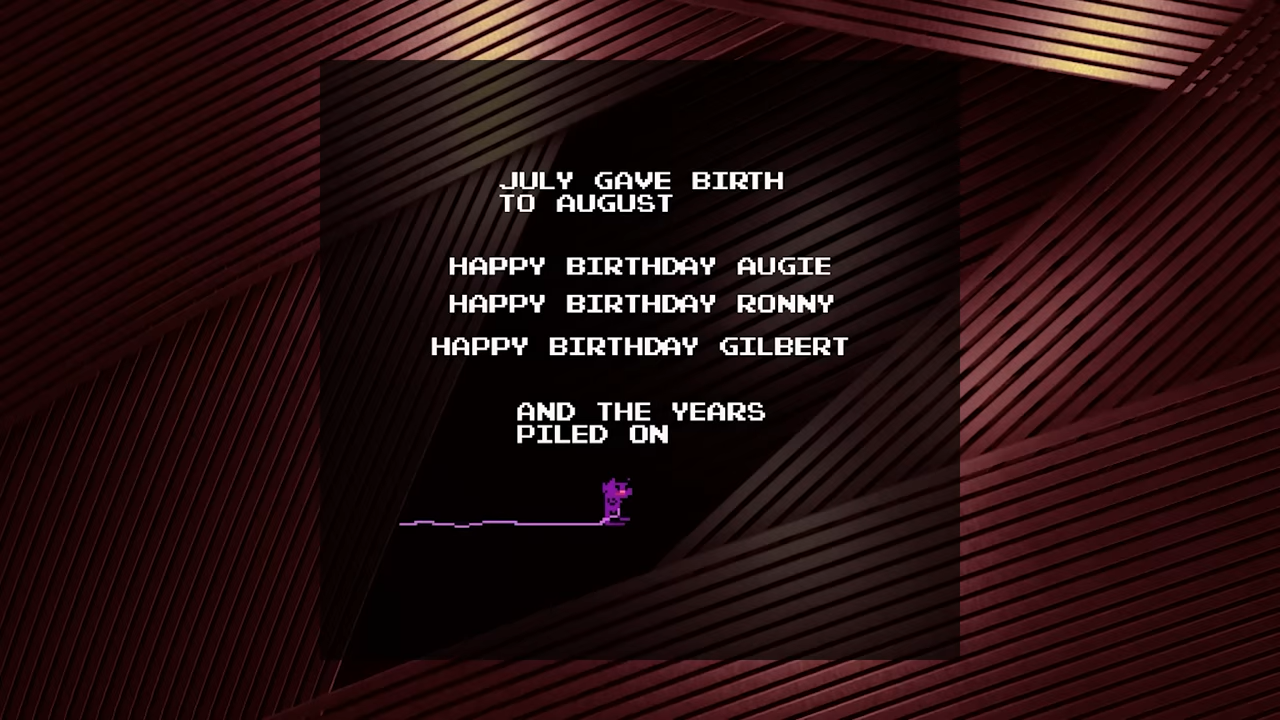 JULY GAVE BIRTH
TO AUGUST
HAPPY BIRTHDAY AUGIE
HAPPY BIRTHDAY RONNY
HAPPY BIRTHDAY GILBERT
AND THE YEARS
PILED ON